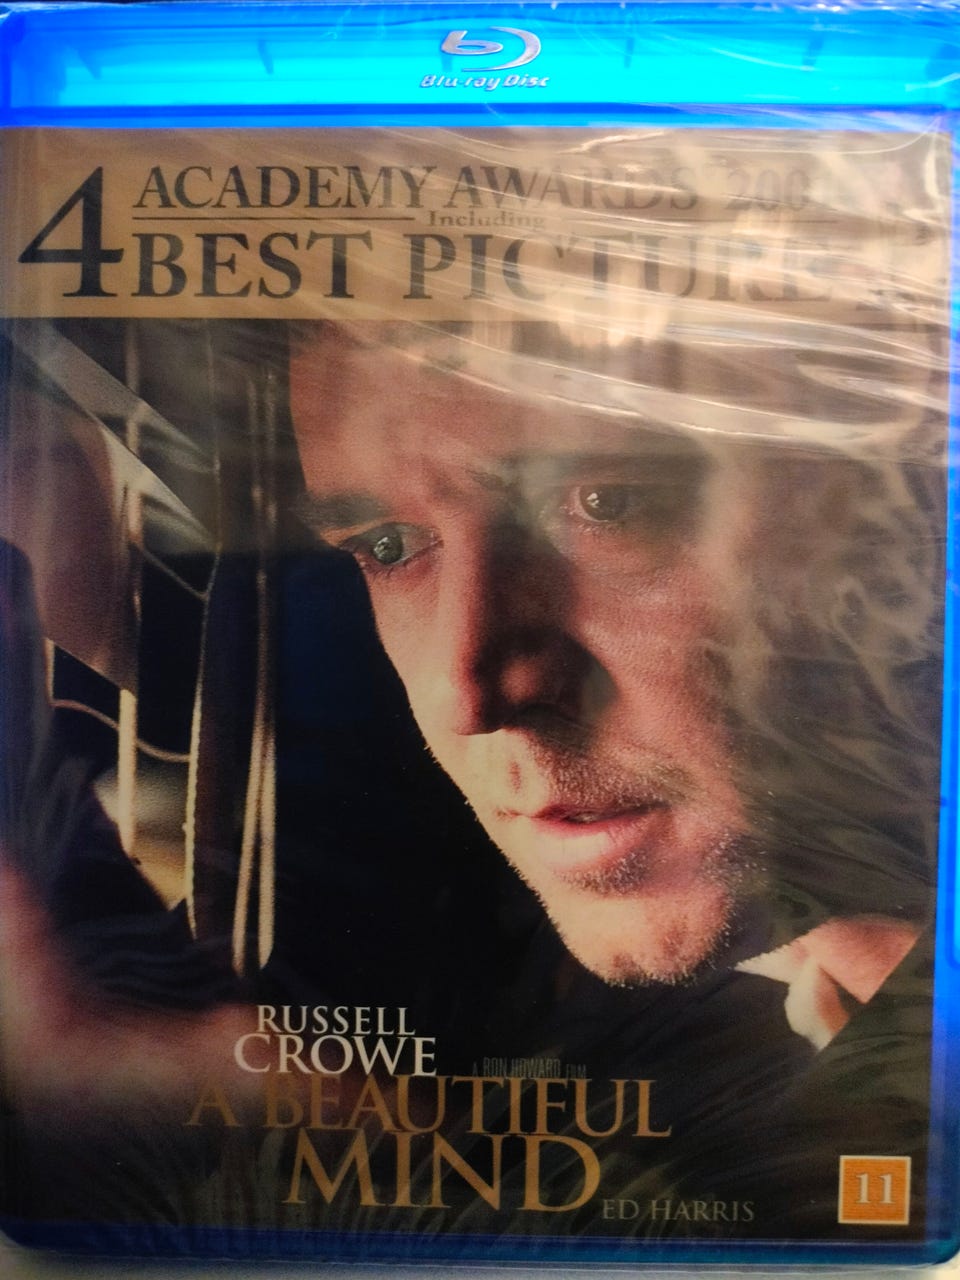 Blu-ray Disc
4 ACADEMY AWARDS 2001
Including
BEST PICTURE
RUSSELL
CROWE
A RON HOWARD FILM
A BEAUTIFUL
MIND
ED HARRIS
11